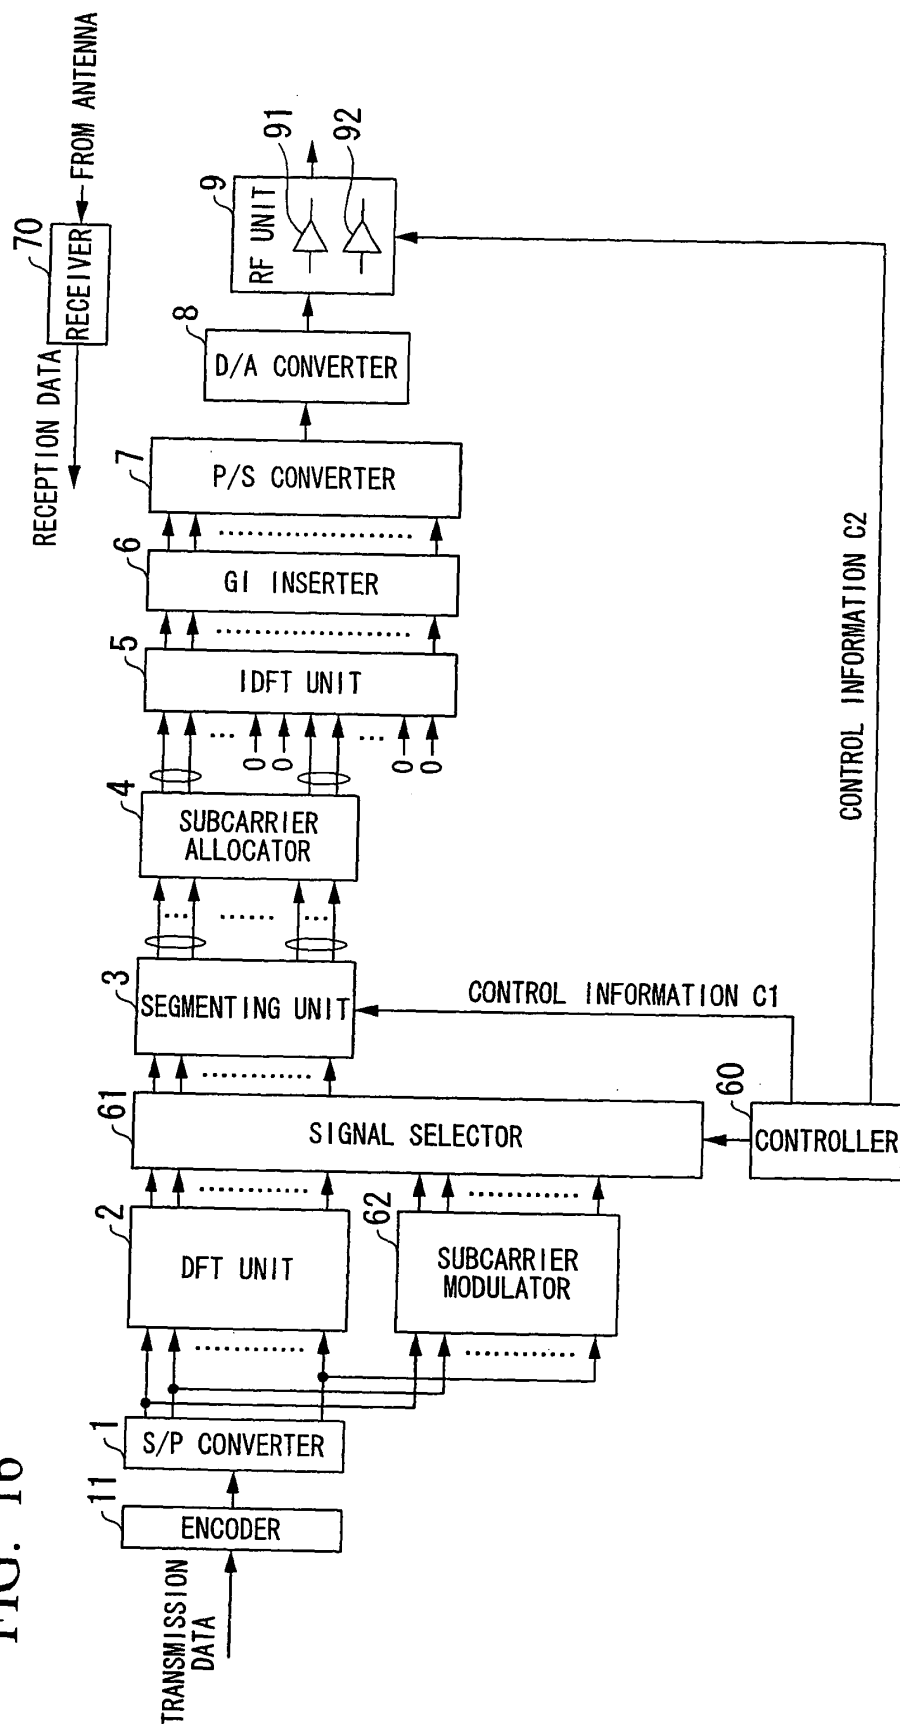 FIG. 16
TRANSMISSION
DATA
11
ENCODER
1
S/P CONVERTER
2
DFT UNIT
62
SUBCARRIER
MODULATOR
61
SIGNAL SELECTOR
60
CONTROLLER
CONTROL INFORMATION C1
CONTROL INFORMATION C2
3
SEGMENTING UNIT
4
SUBCARRIER
ALLOCATOR
0
0
0
0
5
IDFT UNIT
6
GI INSERTER
7
P/S CONVERTER
8
D/A CONVERTER
9
RF UNIT
91
92
70
RECEIVER
FROM ANTENNA
RECEPTION DATA